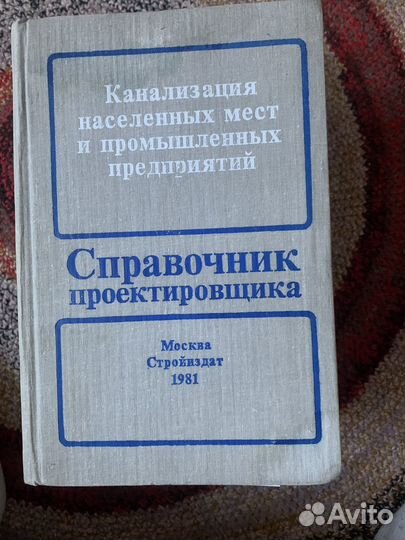 Канализация
населенных мест
и промышленных
предприятий
Справочник
проектировщика
Москва
Стройиздат
1981
Avito